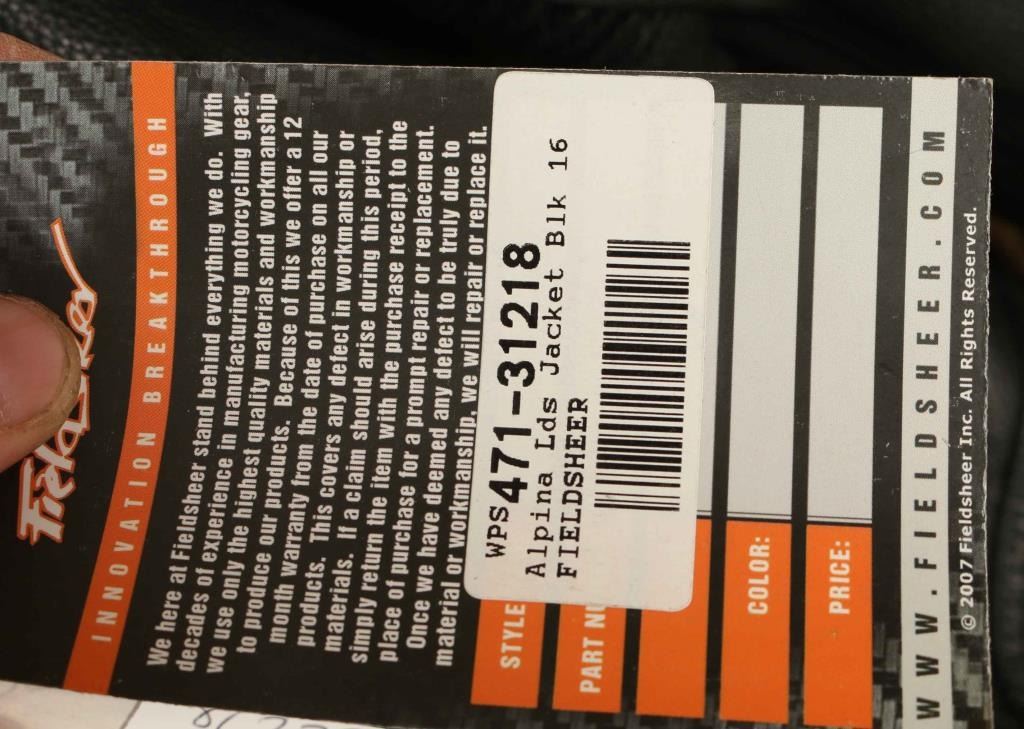 Fieldsheer
INNOVATION BREAKTHROUGH
We here at Fieldsheer stand behind everything we do. With
decades of experience in manufacturing motorcycling gear,
we use only the highest quality materials and workmanship
to produce our products. Because of this we offer a 12
month warranty from the date of purchase on all our
products. This covers any defect in workmanship or
materials. If a claim should arise during this period,
simply return the item with the purchase receipt to the
place of purchase for a prompt repair or replacement.
Once we have deemed any defect to be truly due to
material or workmanship, we will repair or replace it.
WPS471-31218
Alpina Lds Jacket Blk 16
FIELDSHEER
STYLE
PART NU
COLOR:
PRICE:
WWW.FIELDSHEER.COM
© 2007 Fieldsheer Inc. All Rights Reserved.